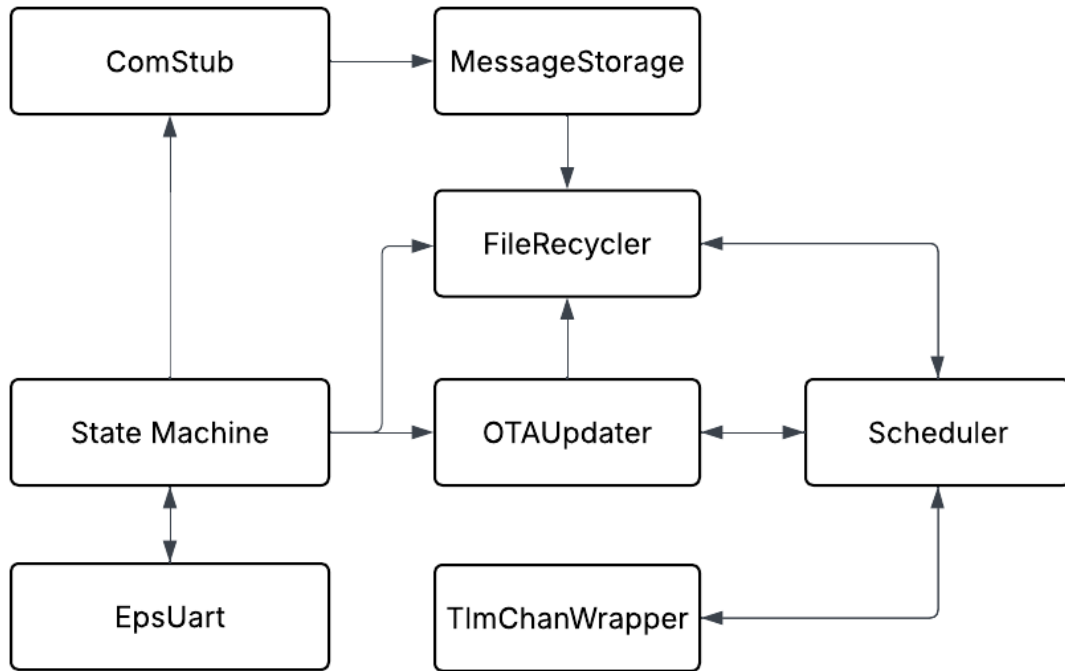 ComStub
MessageStorage
FileRecycler
State Machine
OTAUpdater
Scheduler
EpsUart
TlmChanWrapper